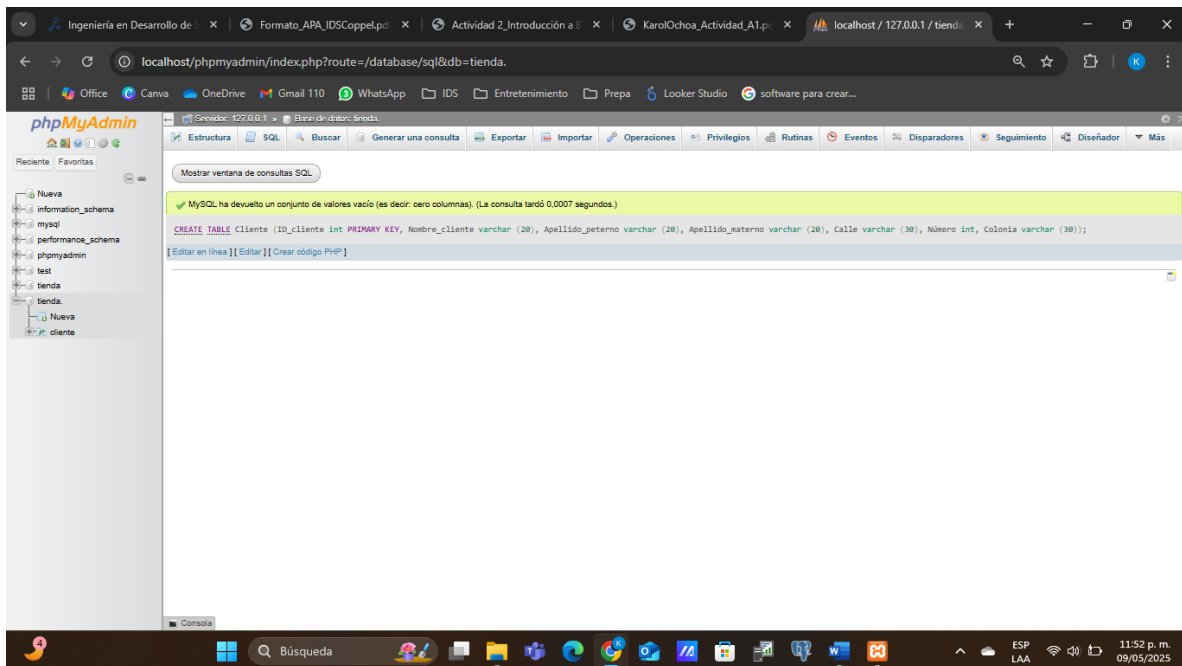 Ingeniería en Desarrollo de S
Formato_APA_IDSCoppel.pd
Actividad 2_Introducción a B
KarolOchoa_Actividad_A1.pd
localhost / 127.0.0.1 / tienda
localhost/phpmyadmin/index.php?route=/database/sql&db=tienda.
K
Office Canva OneDrive Gmail 110 WhatsApp IDS Entretenimiento Prepa Looker Studio software para crear...
phpMyAdmin
Reciente Favoritas
Nueva
information_schema
mysql
performance_schema
phpmyadmin
test
tienda
tienda.
Nueva
cliente
Servidor: 127.0.0.1 » Base de datos: tienda.
Estructura SQL Buscar Generar una consulta Exportar Importar Operaciones Privilegios Rutinas Eventos Disparadores Seguimiento Diseñador Más
Mostrar ventana de consultas SQL
MySQL ha devuelto un conjunto de valores vacío (es decir: cero columnas). (La consulta tardó 0,0007 segundos.)
CREATE TABLE Cliente (ID_cliente int PRIMARY KEY, Nombre_cliente varchar (20), Apellido_peterno varchar (20), Apellido_materno varchar (20), Calle varchar (30), Número int, Colonia varchar (30));
[ Editar en línea ] [ Editar ] [ Crear código PHP ]
Consola
4
Búsqueda
ESP
LAA
11:52 p. m.
09/05/2025